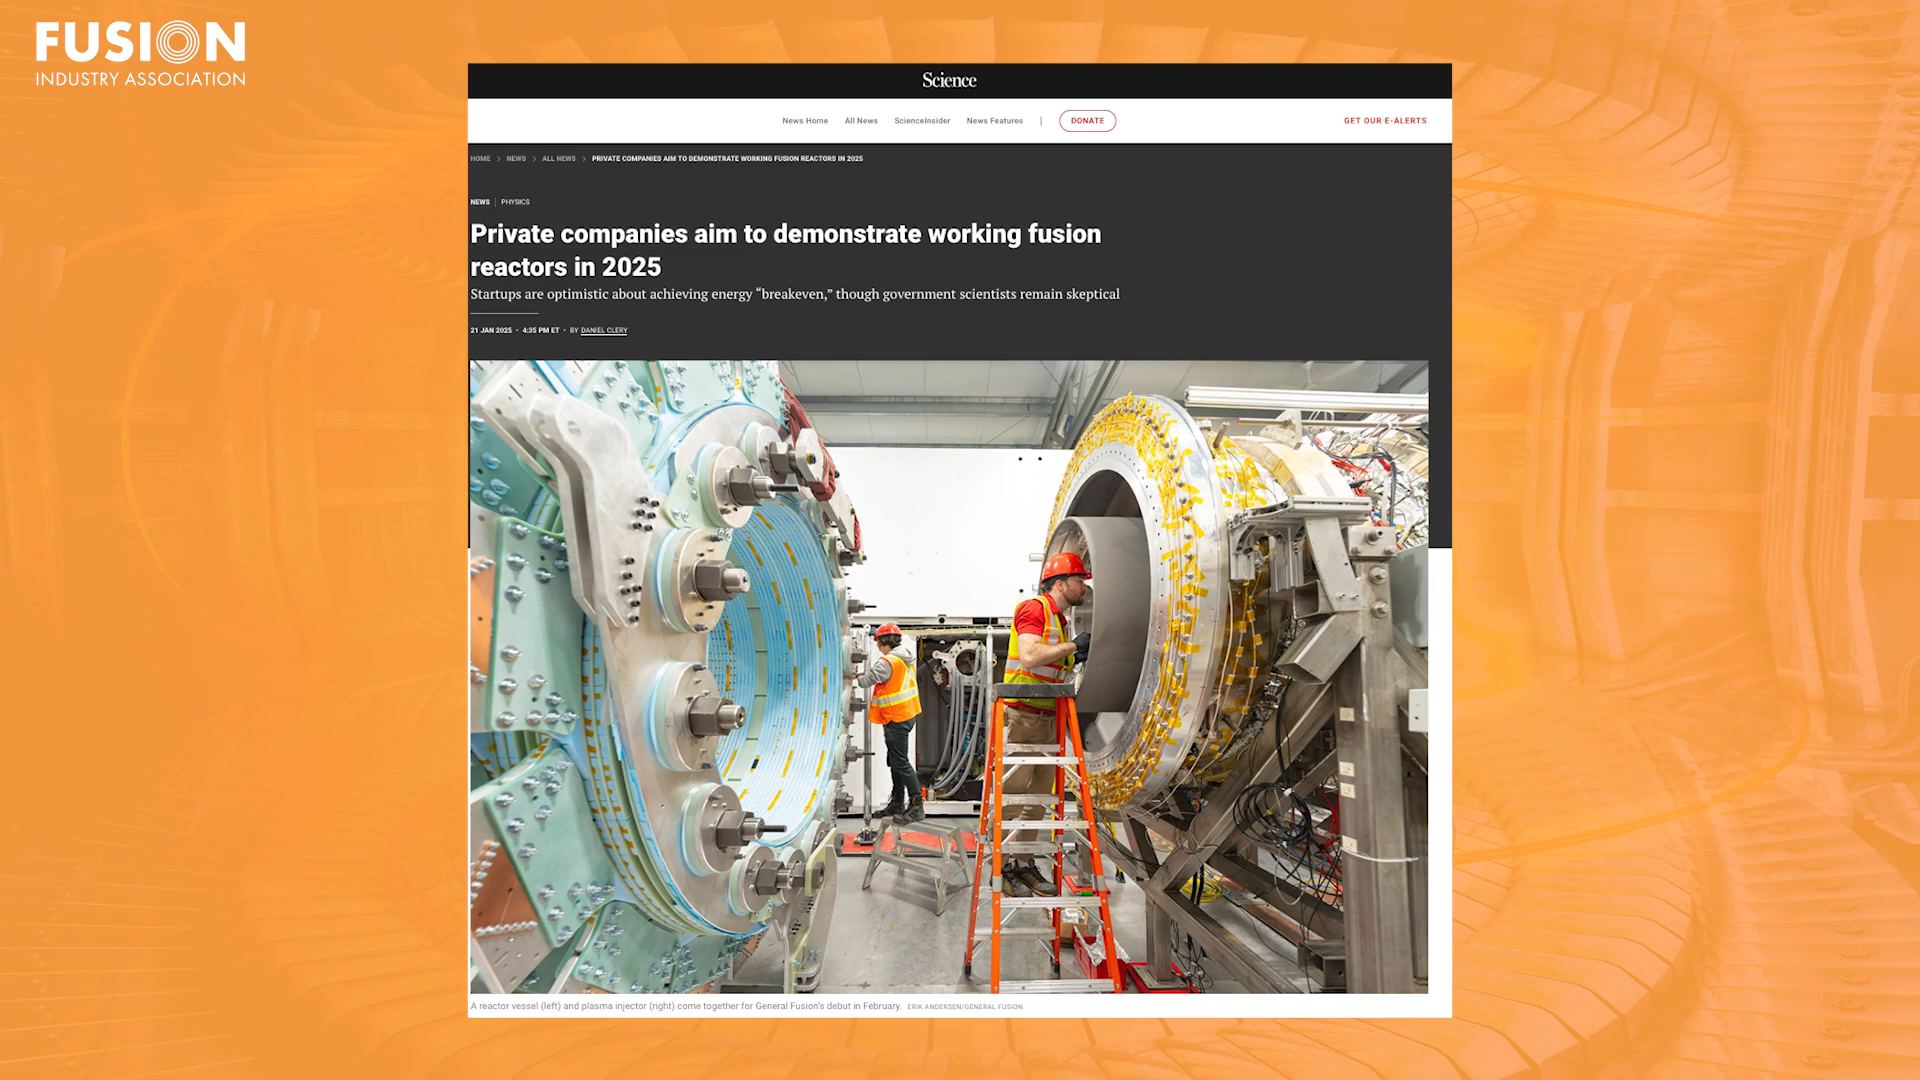 FUSION
INDUSTRY ASSOCIATION
Science
News Home All News ScienceInsider News Features | DONATE GET OUR E-ALERTS
HOME > NEWS > ALL NEWS > PRIVATE COMPANIES AIM TO DEMONSTRATE WORKING FUSION REACTORS IN 2025
NEWS | PHYSICS
Private companies aim to demonstrate working fusion
reactors in 2025
Startups are optimistic about achieving energy “breakeven,” though government scientists remain skeptical
21 JAN 2025 • 4:35 PM ET • BY DANIEL CLERY
A reactor vessel (left) and plasma injector (right) come together for General Fusion's debut in February. ERIK ANDERSEN/GENERAL FUSION